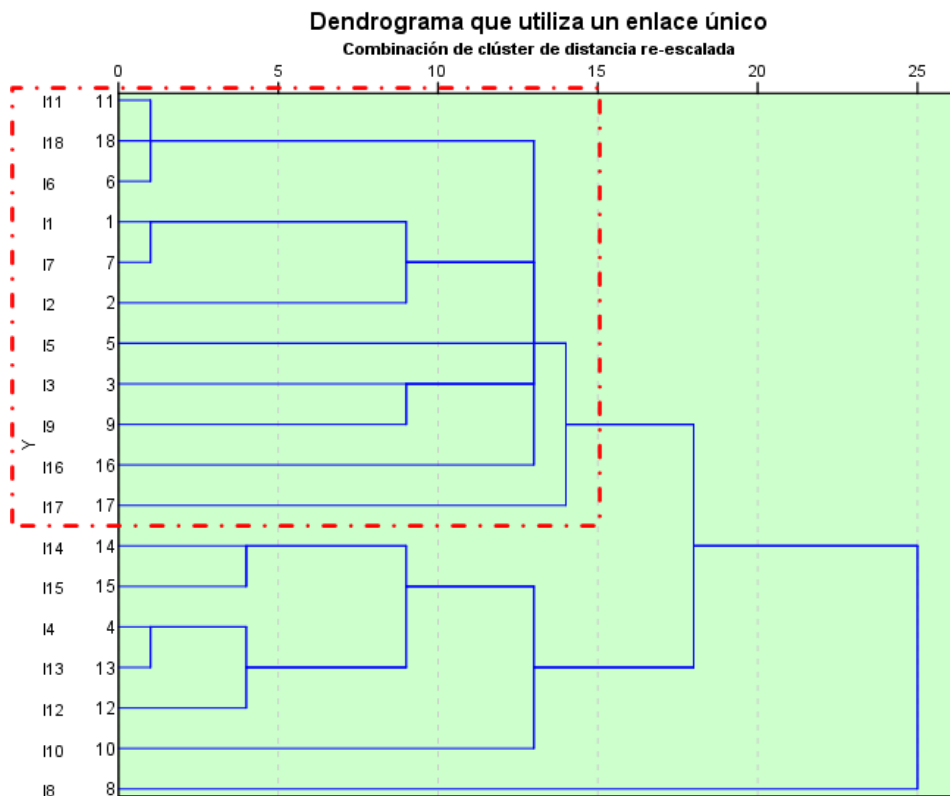 Dendrograma que utiliza un enlace único
Combinación de clúster de distancia re-escalada
0 5 10 15 20 25
I11 11
I18 18
I6 6
I1 1
I7 7
I2 2
I5 5
I3 3
I9 9
Y
I16 16
I17 17
I14 14
I15 15
I4 4
I13 13
I12 12
I10 10
I8 8